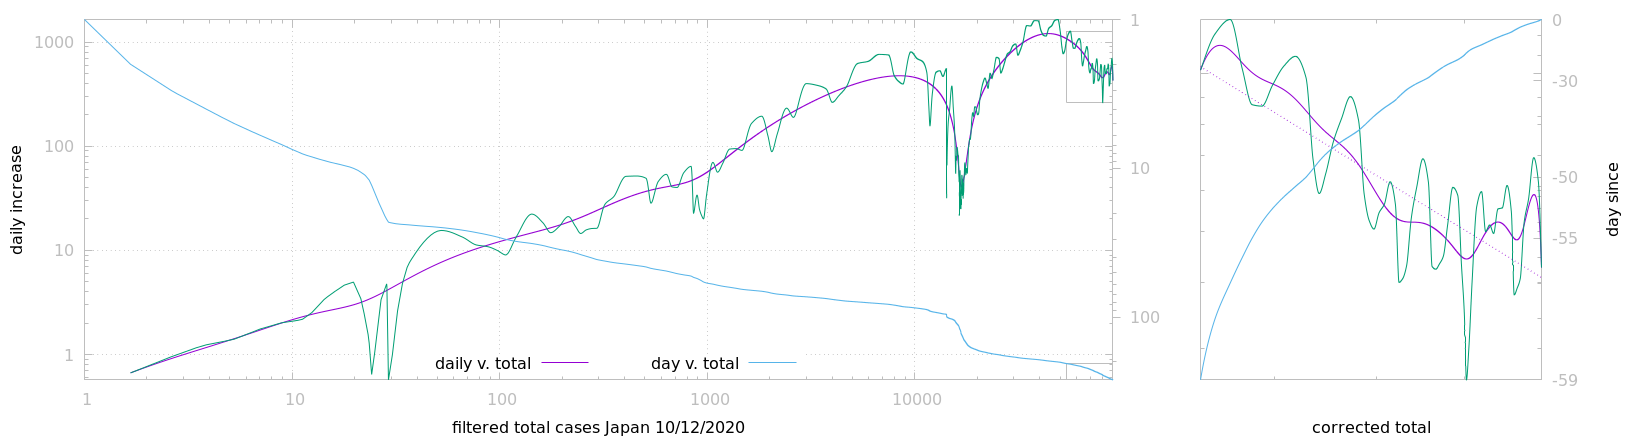 1000
100
10
1
daily increase
1
10
100
1000
10000
1
10
100
daily v. total
day v. total
filtered total cases Japan 10/12/2020
0
-30
-50
-55
-59
day since
corrected total